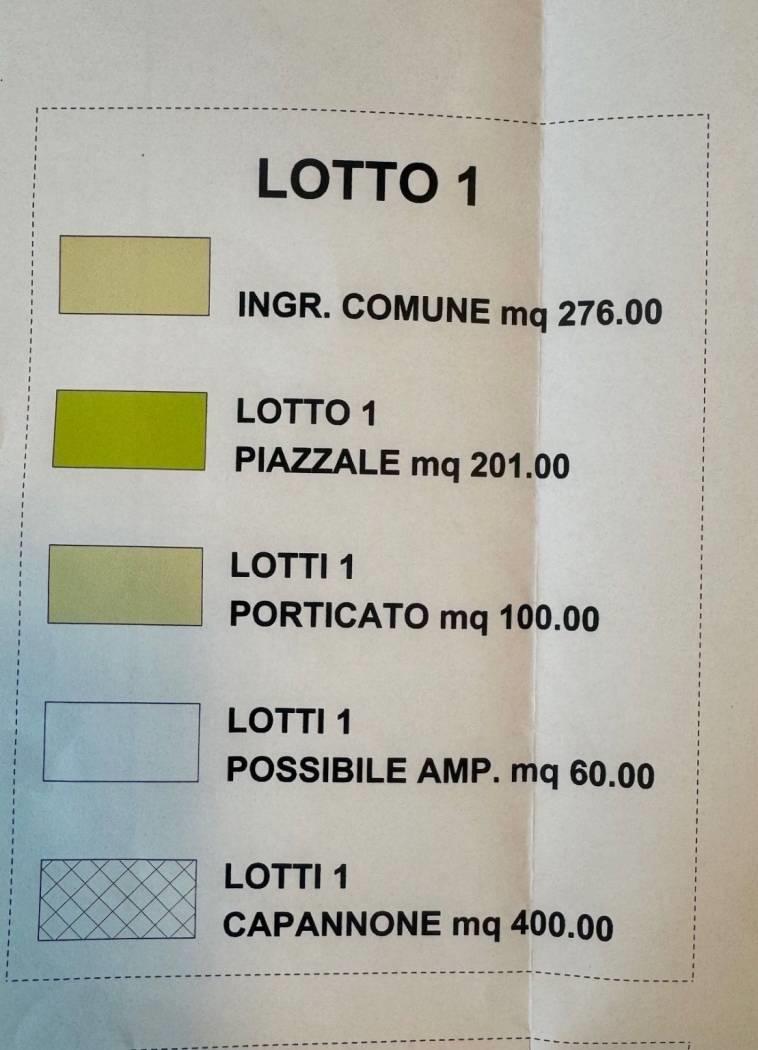 LOTTO 1
INGR. COMUNE mq 276.00
LOTTO 1
PIAZZALE mq 201.00
LOTTI 1
PORTICATO mq 100.00
LOTTI 1
POSSIBILE AMP. mq 60.00
LOTTI 1
CAPANNONE mq 400.00